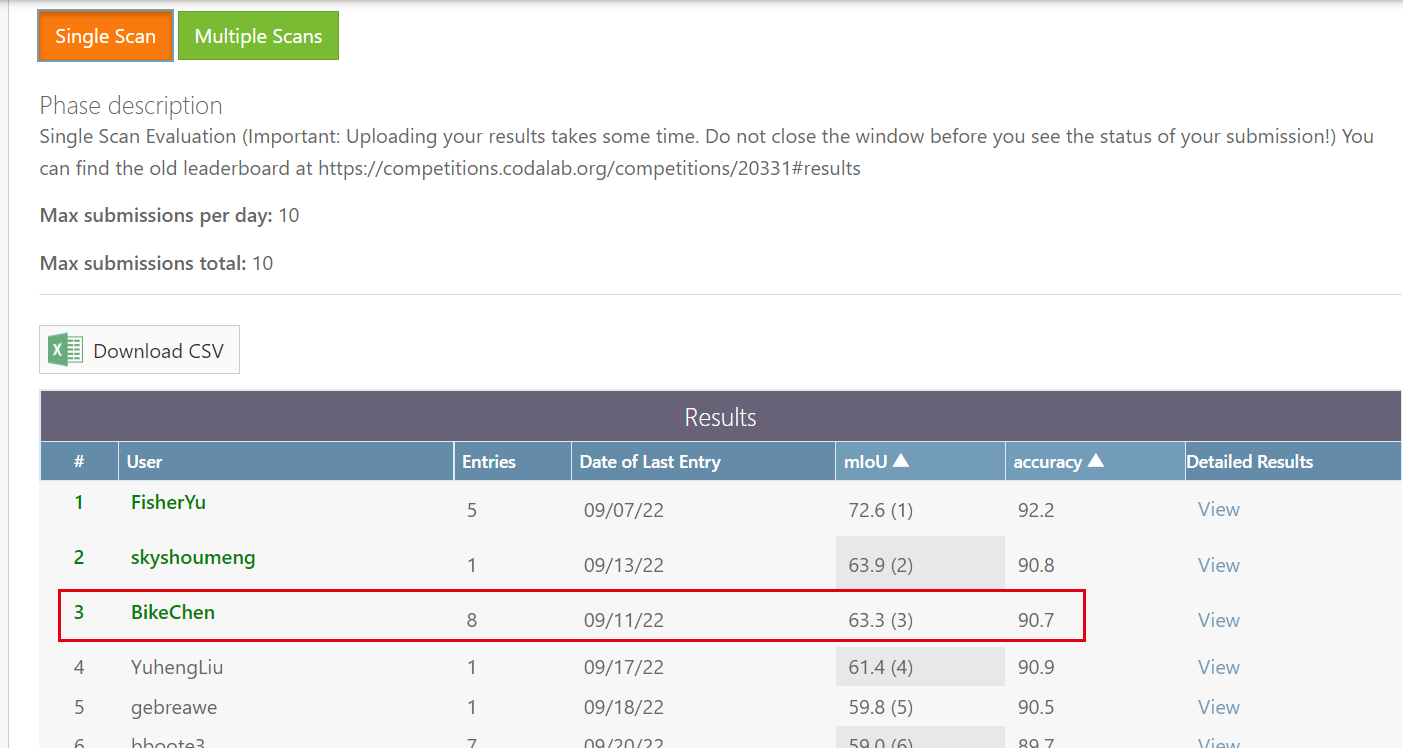 Single Scan Multiple Scans
Phase description
Single Scan Evaluation (Important: Uploading your results takes some time. Do not close the window before you see the status of your submission!) You
can find the old leaderboard at https://competitions.codalab.org/competitions/20331#results
Max submissions per day: 10
Max submissions total: 10
Download CSV
Results
# User Entries Date of Last Entry mIoU ▲ accuracy ▲ Detailed Results
1 FisherYu 5 09/07/22 72.6 (1) 92.2 View
2 skyshoumeng 1 09/13/22 63.9 (2) 90.8 View
3 BikeChen 8 09/11/22 63.3 (3) 90.7 View
4 YuhengLiu 1 09/17/22 61.4 (4) 90.9 View
5 gebreawe 1 09/18/22 59.8 (5) 90.5 View
6 hboote3 7 09/20/22 59.0 (6) 89.7 View